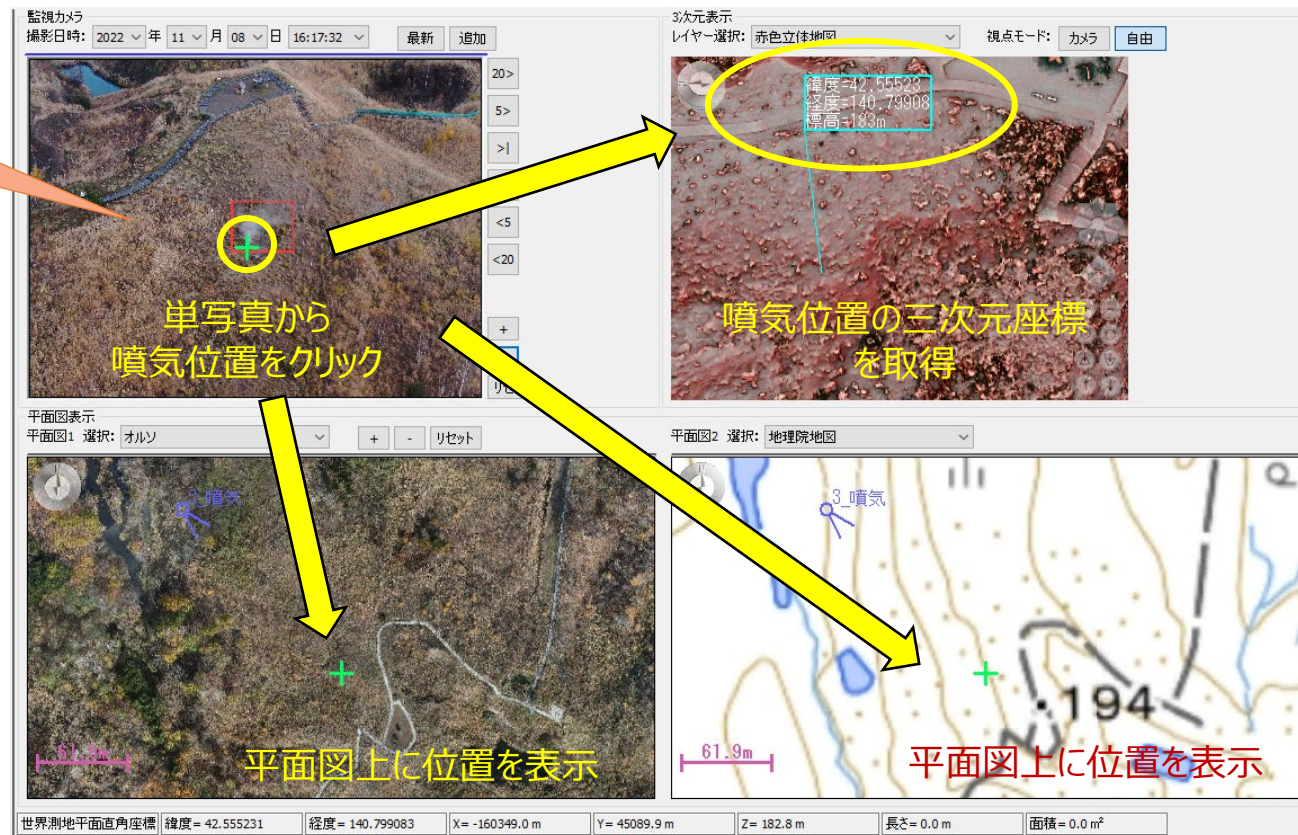 監視カメラ
撮影日時: 2022 年 11 月 08 日 16:17:32 最新 追加
20>
5>
>|
<5
<20
+
単写真から
噴気位置をクリック
3次元表示
レイヤー選択: 赤色立体地図 視点モード: カメラ 自由
緯度=42.55523
経度=140.79908
標高=183m
噴気位置の三次元座標
を取得
平面図表示
平面図1 選択: オルソ + - リセット
3_噴気
61.9m
平面図上に位置を表示
平面図2 選択: 地理院地図
3_噴気
194
61.9m
平面図上に位置を表示
世界測地平面直角座標 緯度= 42.555231 経度= 140.799083 X= -160349.0 m Y= 45089.9 m Z= 182.8 m 長さ= 0.0 m 面積= 0.0 m²